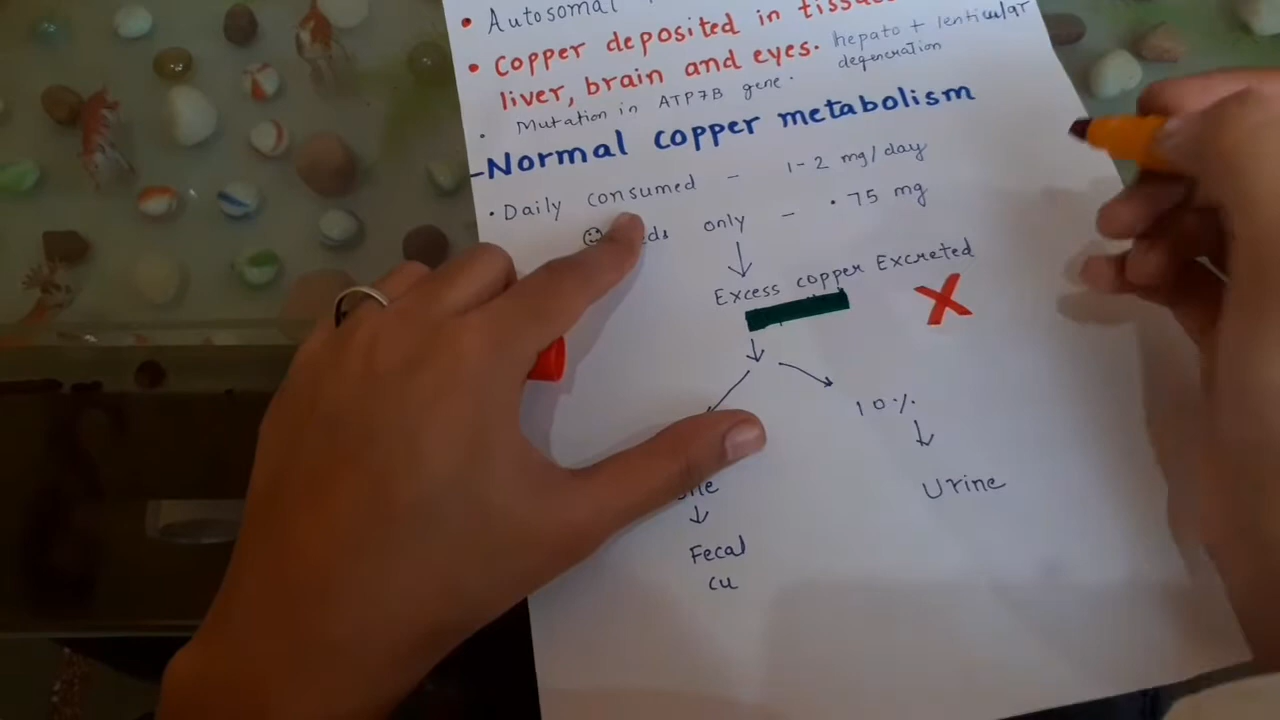 • Autosomal
• Copper deposited in
liver, brain and eyes. hepato + lenticular
degeneration
. Mutation in ATP7B gene.
-Normal copper metabolism
• Daily consumed - 1-2 mg/day
only - .75 mg
Excess copper Excreted
10%
Urine
Fecal
cu